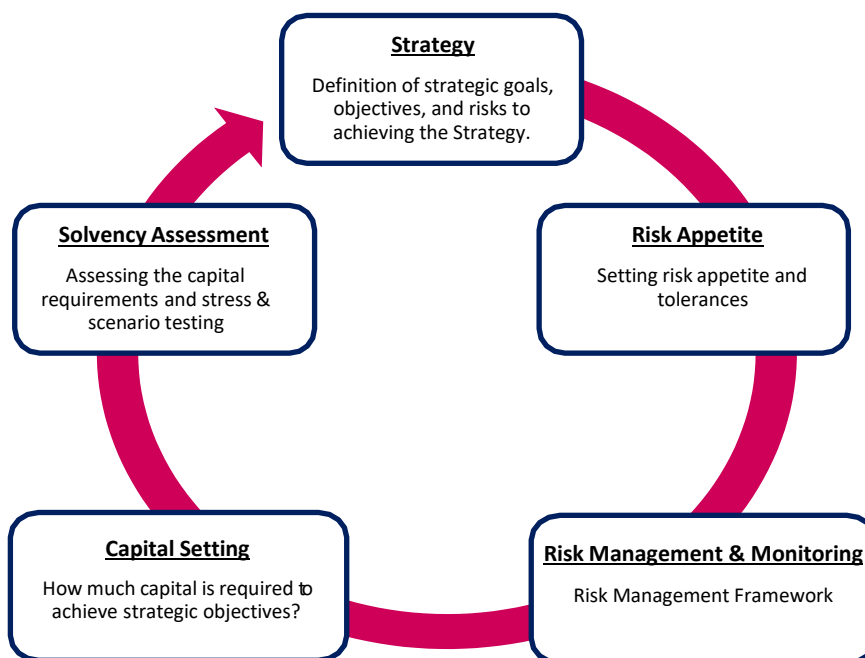 Strategy
Definition of strategic goals,
objectives, and risks to
achieving the Strategy.
Risk Appetite
Setting risk appetite and
tolerances
Risk Management & Monitoring
Risk Management Framework
Capital Setting
How much capital is required to
achieve strategic objectives?
Solvency Assessment
Assessing the capital
requirements and stress &
scenario testing